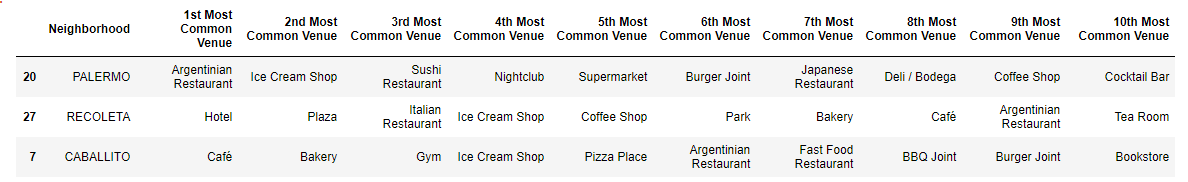 Neighborhood 1st Most Common Venue 2nd Most Common Venue 3rd Most Common Venue 4th Most Common Venue 5th Most Common Venue 6th Most Common Venue 7th Most Common Venue 8th Most Common Venue 9th Most Common Venue 10th Most Common Venue
20 PALERMO Argentinian Restaurant Ice Cream Shop Sushi Restaurant Nightclub Supermarket Burger Joint Japanese Restaurant Deli / Bodega Coffee Shop Cocktail Bar
27 RECOLETA Hotel Plaza Italian Restaurant Ice Cream Shop Coffee Shop Park Bakery Café Argentinian Restaurant Tea Room
7 CABALLITO Café Bakery Gym Ice Cream Shop Pizza Place Argentinian Restaurant Fast Food Restaurant BBQ Joint Burger Joint Bookstore